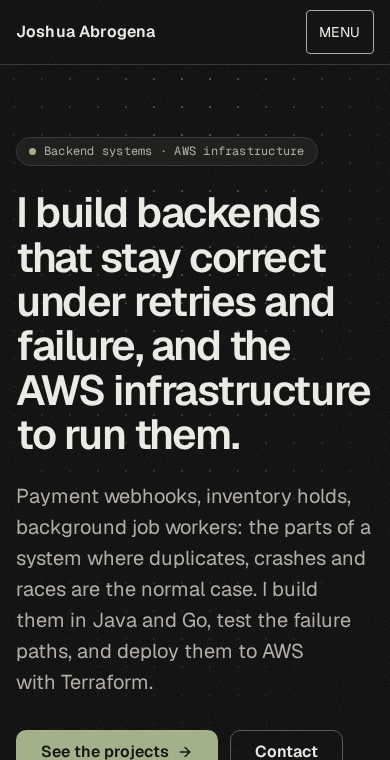 Joshua Abrogena
MENU
Backend systems · AWS infrastructure
I build backends
that stay correct
under retries and
failure, and the
AWS infrastructure
to run them.
Payment webhooks, inventory holds,
background job workers: the parts of a
system where duplicates, crashes and
races are the normal case. I build
them in Java and Go, test the failure
paths, and deploy them to AWS
with Terraform.
See the projects →
Contact